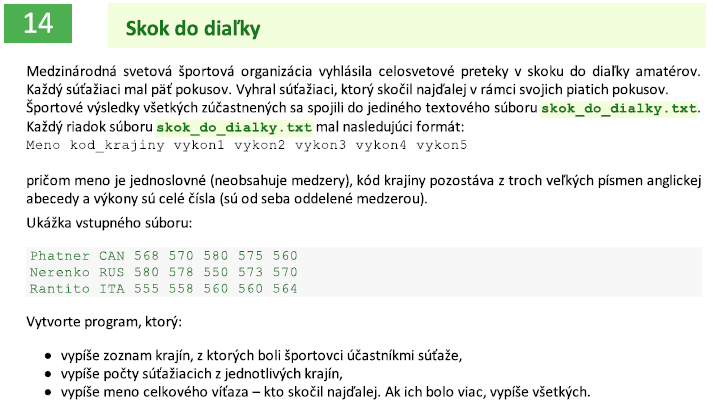 14
Skok do diaľky
Medzinárodná svetová športová organizácia vyhlásila celosvetové preteky v skoku do diaľky amatérov.
Každý súťažiaci mal päť pokusov. Vyhral súťažiaci, ktorý skočil najďalej v rámci svojich piatich pokusov.
Športové výsledky všetkých zúčastnených sa spojili do jediného textového súboru skok_do_dialky.txt.
Každý riadok súboru skok_do_dialky.txt mal nasledujúci formát:
Meno kod_krajiny vykon1 vykon2 vykon3 vykon4 vykon5
pričom meno je jednoslovné (neobsahuje medzery), kód krajiny pozostáva z troch veľkých písmen anglickej
abecedy a výkony sú celé čísla (sú od seba oddelené medzerou).
Ukážka vstupného súboru:
Phatner CAN 568 570 580 575 560
Nerenko RUS 580 578 550 573 570
Rantito ITA 555 558 560 560 564
Vytvorte program, ktorý:
● vypíše zoznam krajín, z ktorých boli športovci účastníkmi súťaže,
● vypíše počty súťažiacich z jednotlivých krajín,
● vypíše meno celkového víťaza – kto skočil najďalej. Ak ich bolo viac, vypíše všetkých.